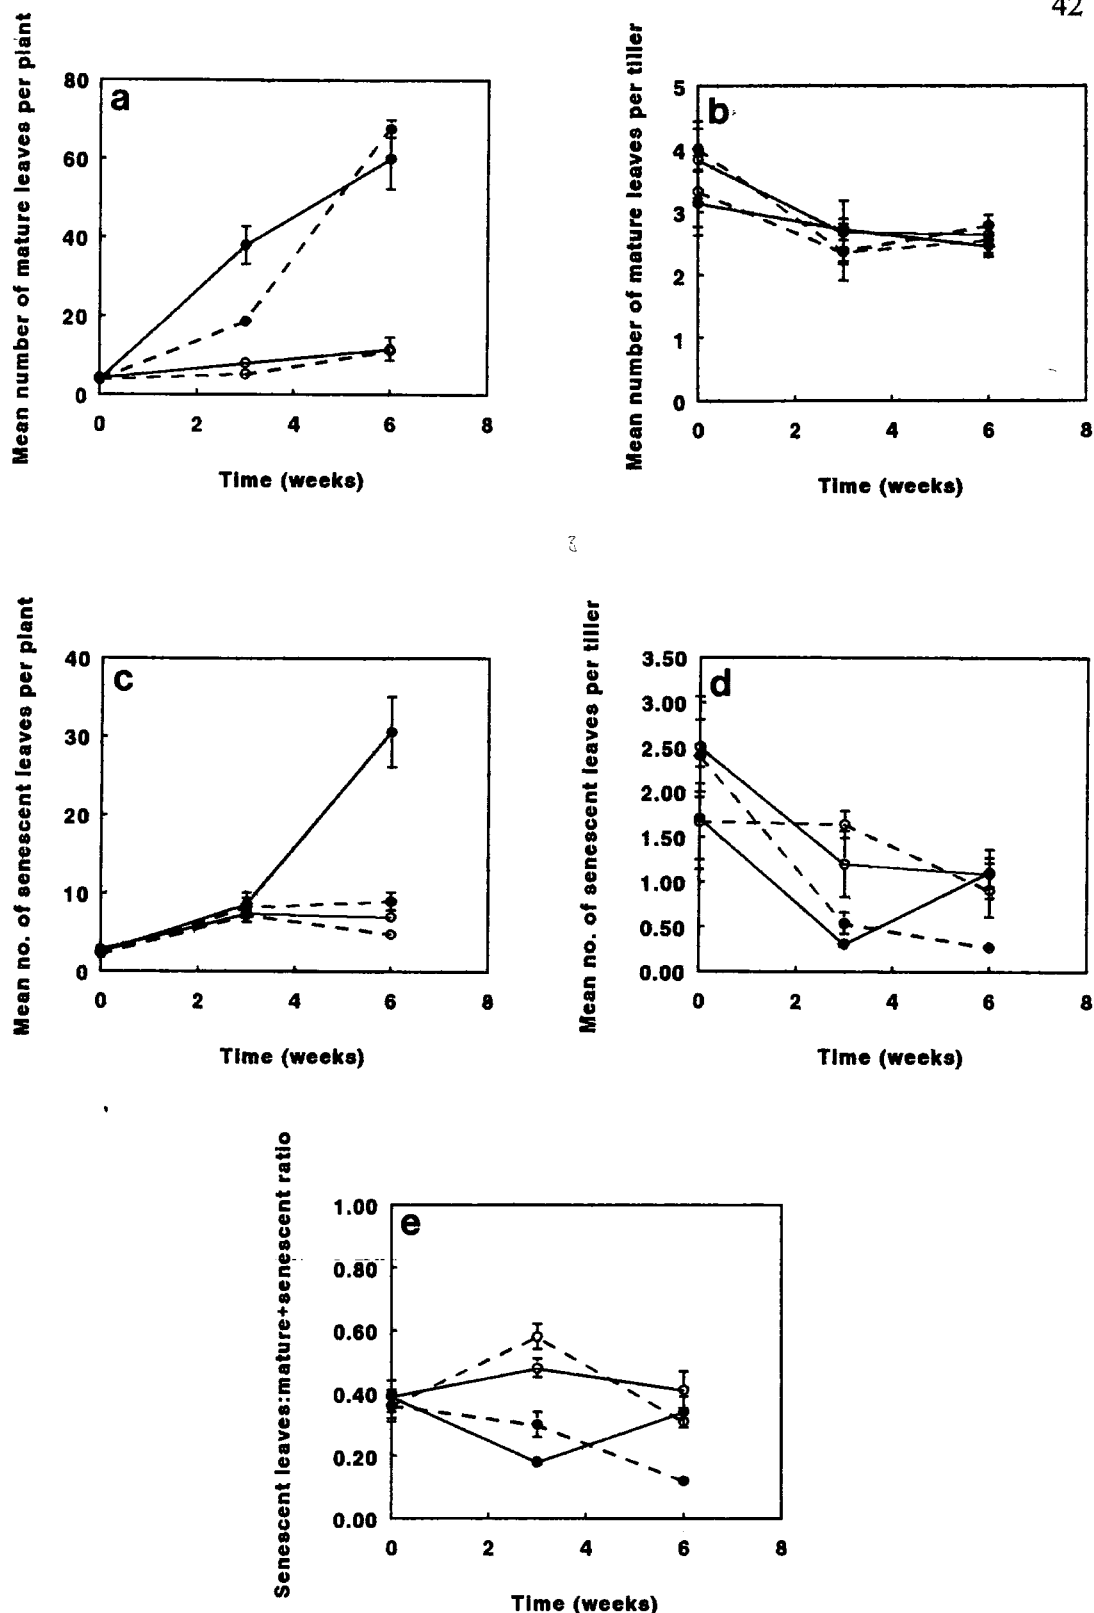 42
Mean number of mature leaves per plant
a
80
60
40
20
0
0 2 4 6 8
Time (weeks)
Mean number of mature leaves per tiller
b
5
4
3
2
1
0
0 2 4 6 8
Time (weeks)
Mean no. of senescent leaves per plant
c
40
30
20
10
0
0 2 4 6 8
Time (weeks)
Mean no. of senescent leaves per tiller
d
3.50
3.00
2.50
2.00
1.50
1.00
0.50
0.00
0 2 4 6 8
Time (weeks)
Senescent leaves:mature+senescent ratio
e
1.00
0.80
0.60
0.40
0.20
0.00
0 2 4 6 8
Time (weeks)